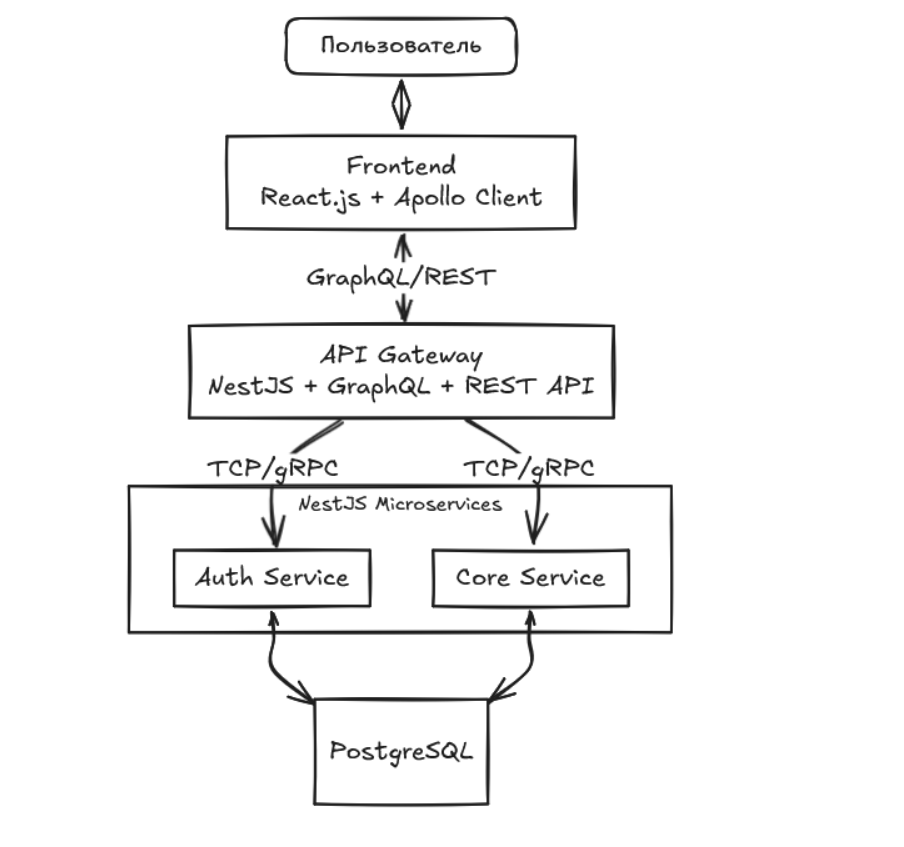 Пользователь
Frontend
React.js + Apollo Client
GraphQL/REST
API Gateway
NestJS + GraphQL + REST API
TCP/gRPC
TCP/gRPC
NestJS Microservices
Auth Service
Core Service
PostgreSQL